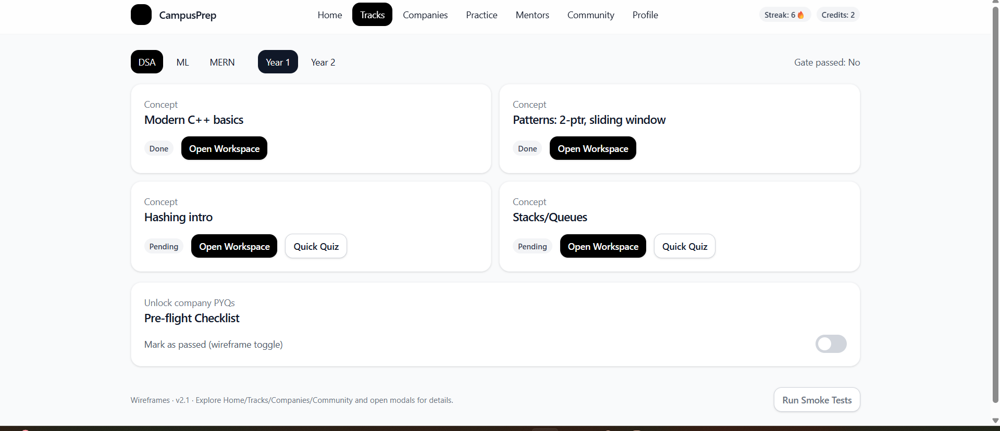 CampusPrep Home Tracks Companies Practice Mentors Community Profile Streak: 6🔥 Credits: 2
DSA ML MERN Year 1 Year 2 Gate passed: No
Concept
Modern C++ basics
Done Open Workspace
Concept
Patterns: 2-ptr, sliding window
Done Open Workspace
Concept
Hashing intro
Pending Open Workspace Quick Quiz
Concept
Stacks/Queues
Pending Open Workspace Quick Quiz
Unlock company PYQs
Pre-flight Checklist
Mark as passed (wireframe toggle)
Wireframes · v2.1 · Explore Home/Tracks/Companies/Community and open modals for details. Run Smoke Tests